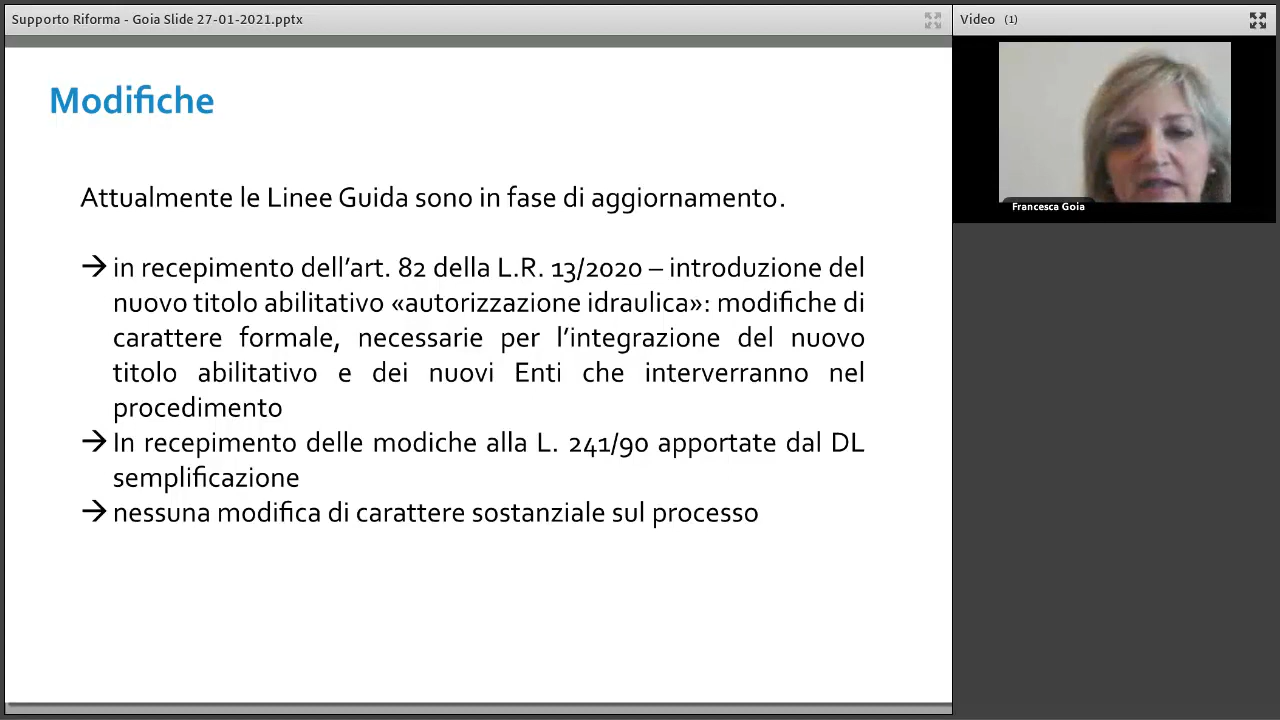 Supporto Riforma - Goia Slide 27-01-2021.pptx
Video (1)
Francesca Goia
Modifiche
Attualmente le Linee Guida sono in fase di aggiornamento.
→ in recepimento dell’art. 82 della L.R. 13/2020 – introduzione del
nuovo titolo abilitativo «autorizzazione idraulica»: modifiche di
carattere formale, necessarie per l’integrazione del nuovo
titolo abilitativo e dei nuovi Enti che interverranno nel
procedimento
→ In recepimento delle modiche alla L. 241/90 apportate dal DL
semplificazione
→ nessuna modifica di carattere sostanziale sul processo